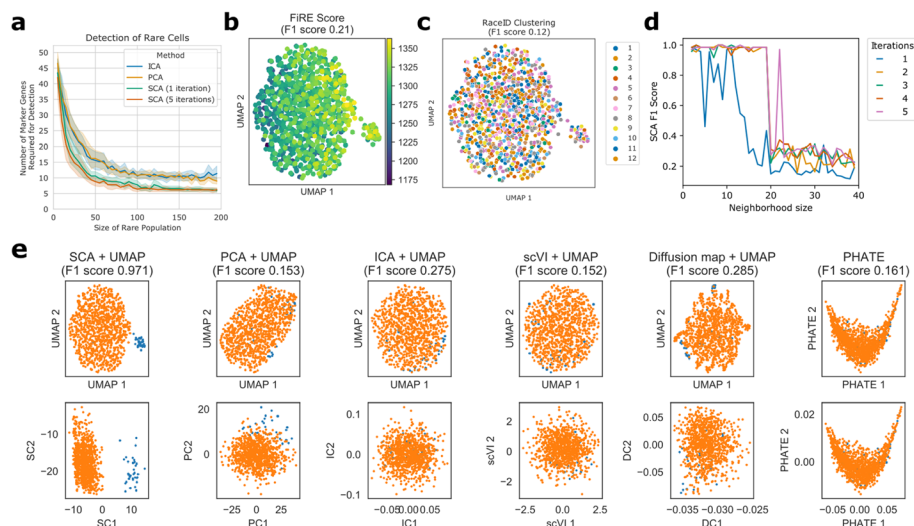 a
Detection of Rare Cells
Number of Marker Genes
Required for Detection
50
45
40
35
30
25
20
15
10
5
0
Method
ICA
PCA
SCA (1 iteration)
SCA (5 iterations)
0 50 100 150 200
Size of Rare Population
b
FiRE Score
(F1 score 0.21)
UMAP 2
UMAP 1
1350
1325
1300
1275
1250
1225
1200
1175
c
RaceID Clustering
(F1 score 0.12)
UMAP 2
UMAP 1
1
2
3
4
5
6
7
8
9
10
11
12
d
SCA F1 Score
1.0
0.8
0.6
0.4
0.2
0 10 20 30 40
Neighborhood size
Iterations
1
2
3
4
5
e
SCA + UMAP
(F1 score 0.971)
UMAP 2
UMAP 1
PCA + UMAP
(F1 score 0.153)
UMAP 2
UMAP 1
ICA + UMAP
(F1 score 0.275)
UMAP 2
UMAP 1
scVI + UMAP
(F1 score 0.152)
UMAP 2
UMAP 1
Diffusion map + UMAP
(F1 score 0.285)
UMAP 2
UMAP 1
PHATE
(F1 score 0.161)
PHATE 2
PHATE 1
SC2
−10
−20
−10 0 10
SC1
PC2
20
0
−25 0 25
PC1
IC2
0.1
0.0
−0.1
−0.05 0.00 0.05
IC1
scVI 2
2
0
−2
−2.5 0.0 2.5
scVI 1
DC2
0.05
0.00
−0.05
−0.035 −0.030 −0.025
DC1
PHATE 2
0.02
0.00
−0.05 0.00 0.05
PHATE 1